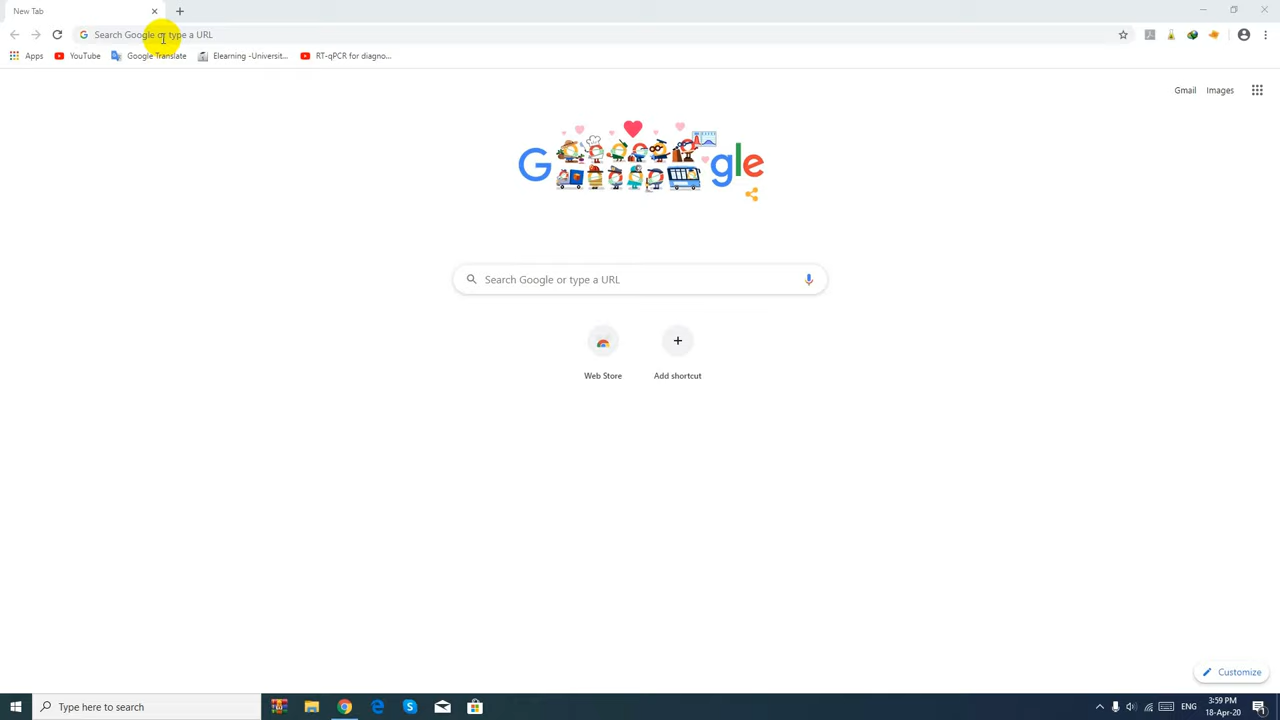 New Tab
Search Google or type a URL
Apps
YouTube
Google Translate
Elearning -Universit...
RT-qPCR for diagno...
Gmail
Images
Google
Search Google or type a URL
Web Store
Add shortcut
Customize
Type here to search
ENG
3:59 PM
18-Apr-20
1